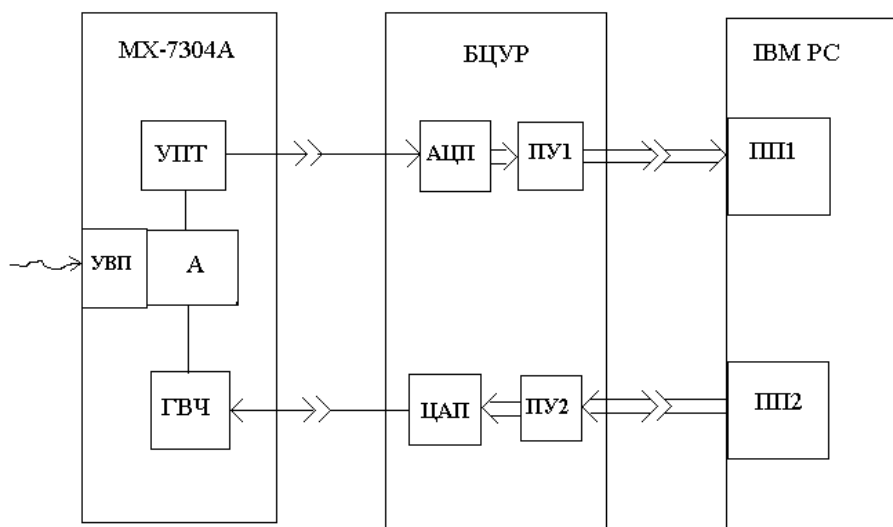 МХ-7304А
БЦУР
IBM PC
УПТ
АЦП
ПУ1
ПП1
УВП
А
ГВЧ
ЦАП
ПУ2
ПП2